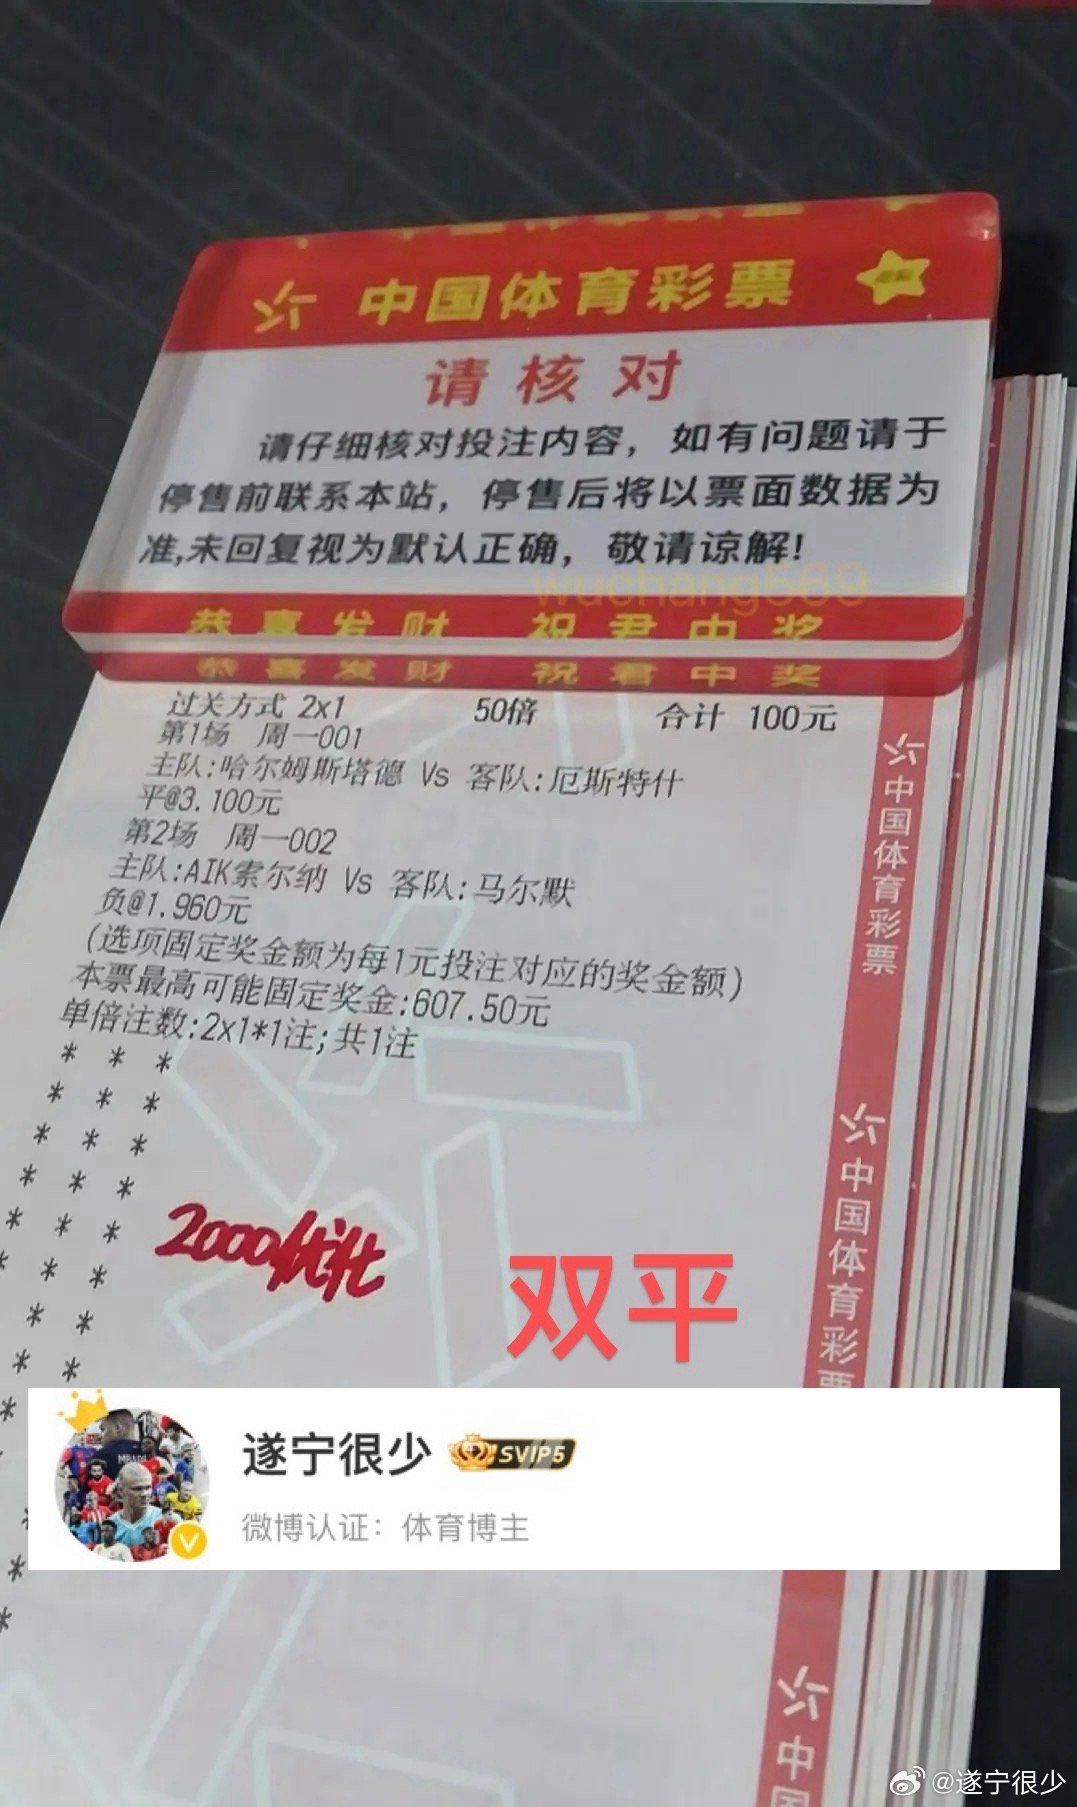 中国体育彩票
请核对
请仔细核对投注内容，如有问题请于
停售前联系本站，停售后将以票面数据为
准,未回复视为默认正确，敬请谅解!
wuchang669
恭喜发财 祝君中奖
恭喜发财 祝君中奖
过关方式 2x1 50倍 合计 100元
第1场 周一001
主队:哈尔姆斯塔德 Vs 客队:厄斯特什
平@3.100元
第2场 周一002
主队:AIK索尔纳 Vs 客队:马尔默
负@1.960元
(选项固定奖金额为每1元投注对应的奖金额)
本票最高可能固定奖金:607.50元
单倍注数:2x1*1注;共1注
中国体育彩票
中国体育彩票
2000优化
双平
遂宁很少 SVIP5
微博认证：体育博主
中国
@遂宁很少